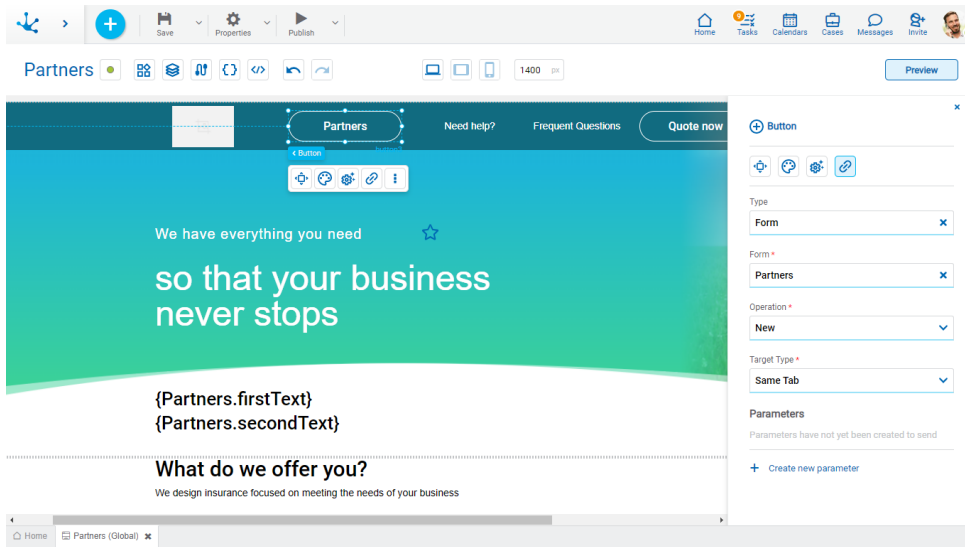 Save
Properties
Publish
Home
9
Tasks
Calendars
Cases
Messages
Invite
Partners
1400 px
Preview
Partners
Need help?
Frequent Questions
Quote now
Button
Button
We have everything you need
so that your business
never stops
{Partners.firstText}
{Partners.secondText}
What do we offer you?
We design insurance focused on meeting the needs of your business
Type
Form
Form *
Partners
Operation *
New
Target Type *
Same Tab
Parameters
Parameters have not yet been created to send
+ Create new parameter
Home
Partners (Global)